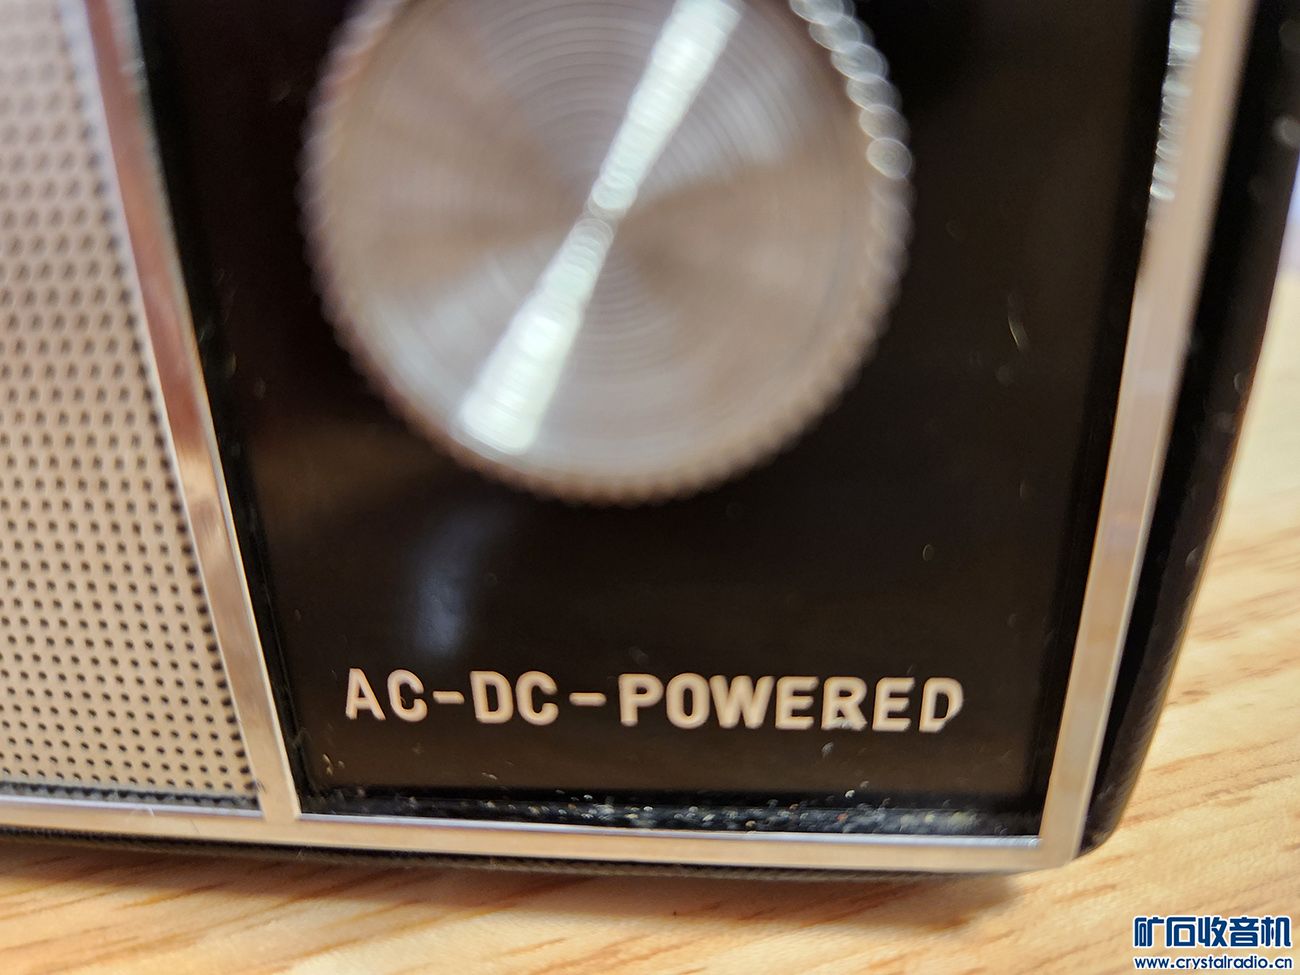 AC-DC-POWERED
矿石收音机
www.crystalradio.cn